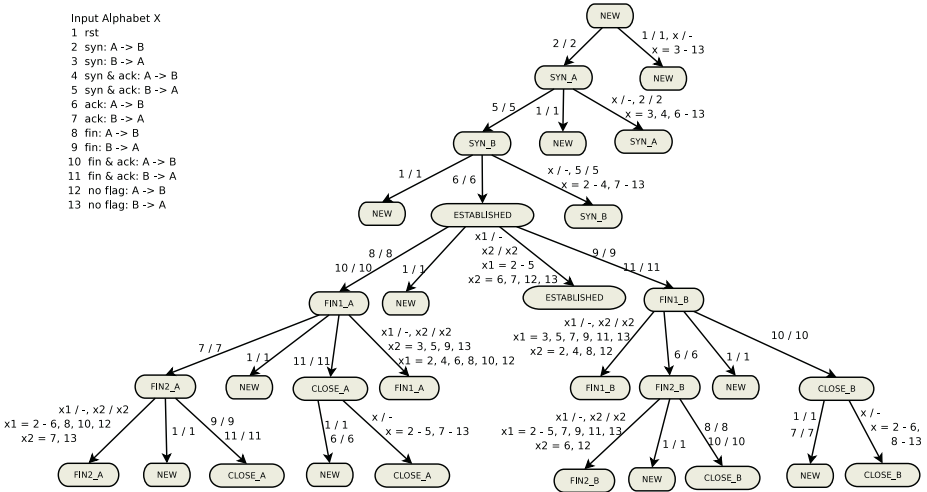 Input Alphabet X
1 rst
2 syn: A -> B
3 syn: B -> A
4 syn & ack: A -> B
5 syn & ack: B -> A
6 ack: A -> B
7 ack: B -> A
8 fin: A -> B
9 fin: B -> A
10 fin & ack: A -> B
11 fin & ack: B -> A
12 no flag: A -> B
13 no flag: B -> A
NEW
2 / 2
1 / 1, x / -
x = 3 - 13
SYN_A
NEW
5 / 5
1 / 1
x / -, 2 / 2
x = 3, 4, 6 - 13
SYN_B
NEW
SYN_A
1 / 1
6 / 6
x / -, 5 / 5
x = 2 - 4, 7 - 13
NEW
ESTABLISHED
SYN_B
8 / 8
10 / 10
1 / 1
x1 / -
x2 / x2
x1 = 2 - 5
x2 = 6, 7, 12, 13
9 / 9
11 / 11
FIN1_A
NEW
ESTABLISHED
FIN1_B
7 / 7
1 / 1
11 / 11
x1 / -, x2 / x2
x2 = 3, 5, 9, 13
x1 = 2, 4, 6, 8, 10, 12
x1 / -, x2 / x2
x1 = 3, 5, 7, 9, 11, 13
x2 = 2, 4, 8, 12
6 / 6
1 / 1
10 / 10
FIN2_A
NEW
CLOSE_A
FIN1_A
FIN1_B
FIN2_B
NEW
CLOSE_B
x1 / -, x2 / x2
x1 = 2 - 6, 8, 10, 12
x2 = 7, 13
1 / 1
9 / 9
11 / 11
1 / 1
6 / 6
x / -
x = 2 - 5, 7 - 13
x1 / -, x2 / x2
x1 = 2 - 5, 7, 9, 11, 13
x2 = 6, 12
1 / 1
8 / 8
10 / 10
1 / 1
7 / 7
x / -
x = 2 - 6,
8 - 13
FIN2_A
NEW
CLOSE_A
NEW
CLOSE_A
FIN2_B
NEW
CLOSE_B
NEW
CLOSE_B